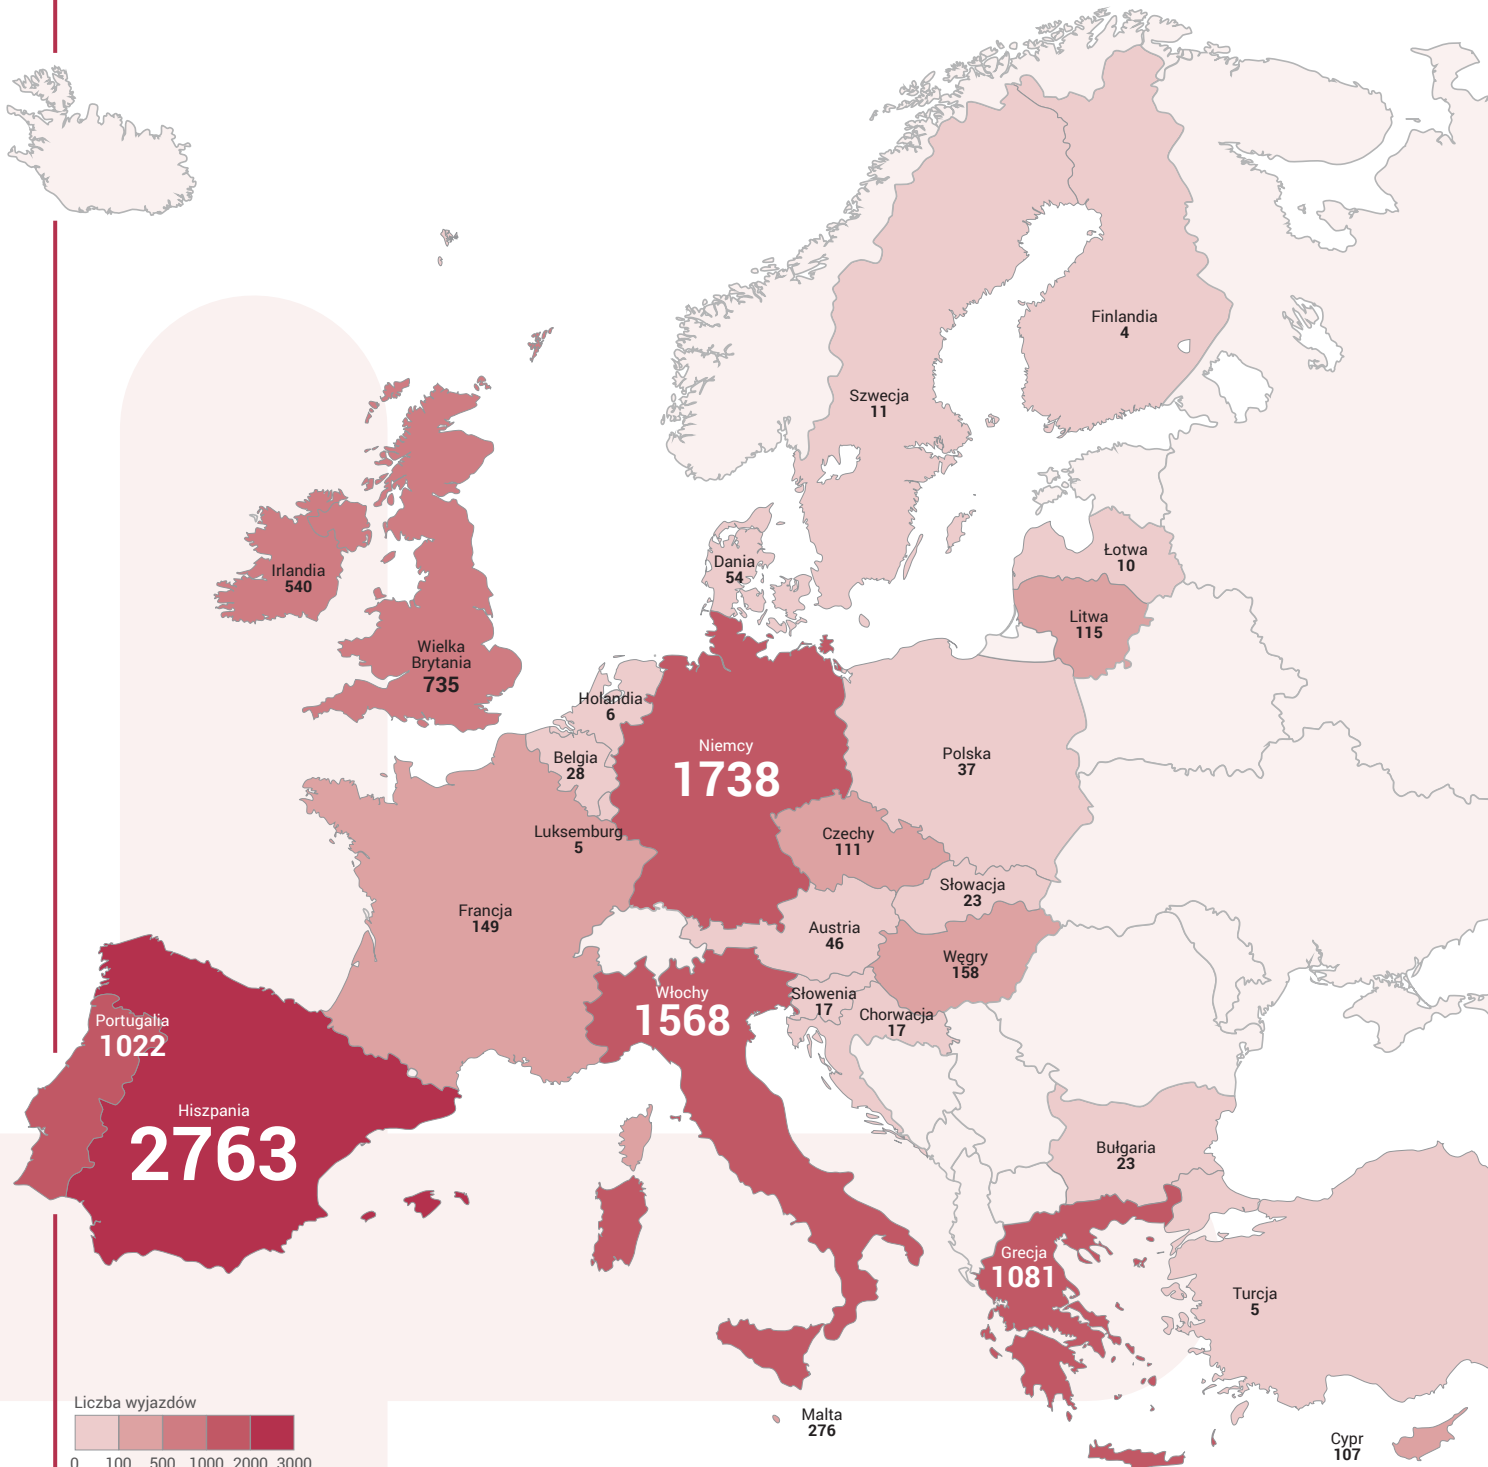 Finlandia
4
Szwecja
11
Dania
54
Łotwa
10
Litwa
115
Irlandia
540
Wielka
Brytania
735
Holandia
6
Belgia
28
Niemcy
1738
Polska
37
Luksemburg
5
Czechy
111
Słowacja
23
Francja
149
Austria
46
Węgry
158
Włochy
1568
Słowenia
17
Chorwacja
17
Portugalia
1022
Hiszpania
2763
Bułgaria
23
Grecja
1081
Turcja
5
Malta
276
Cypr
107
Liczba wyjazdów
0 100 500 1000 2000 3000